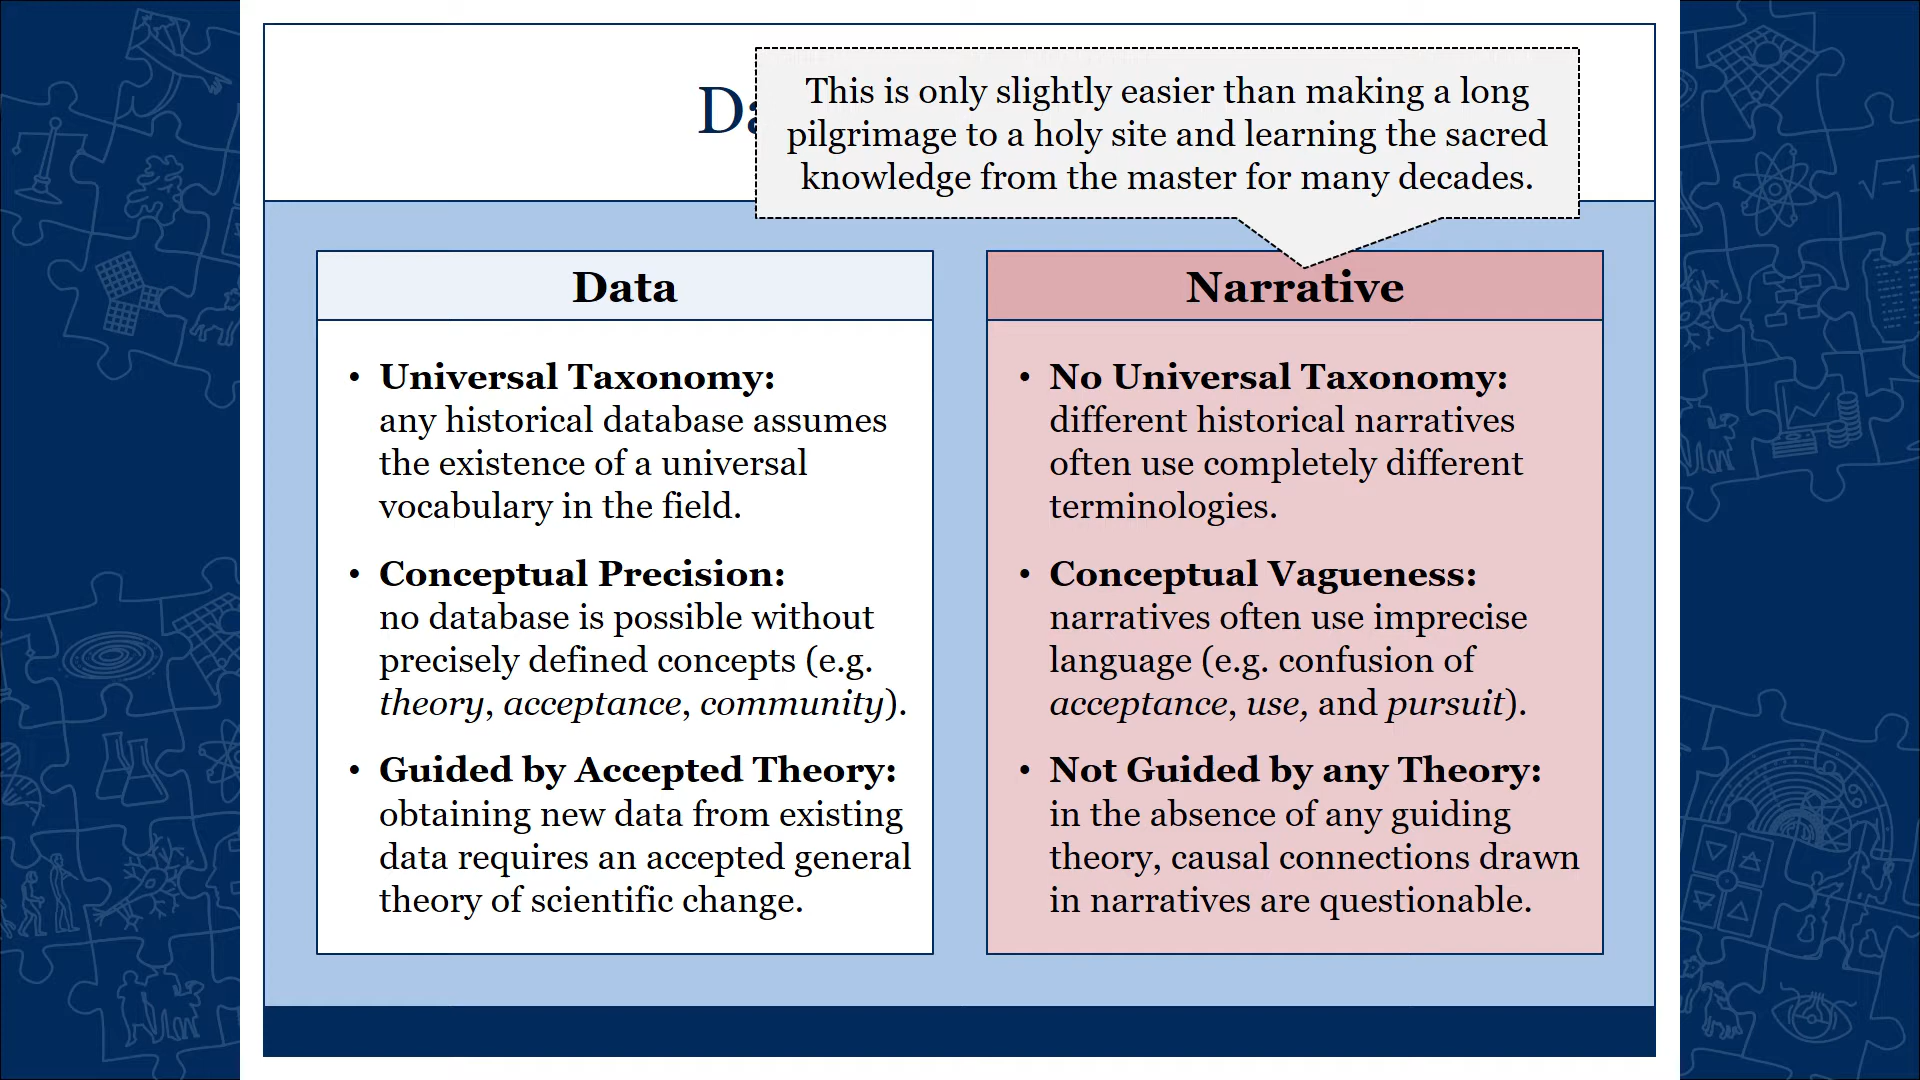 This is only slightly easier than making a long
pilgrimage to a holy site and learning the sacred
knowledge from the master for many decades.
Data
• Universal Taxonomy:
any historical database assumes
the existence of a universal
vocabulary in the field.
• Conceptual Precision:
no database is possible without
precisely defined concepts (e.g.
theory, acceptance, community).
• Guided by Accepted Theory:
obtaining new data from existing
data requires an accepted general
theory of scientific change.
Narrative
• No Universal Taxonomy:
different historical narratives
often use completely different
terminologies.
• Conceptual Vagueness:
narratives often use imprecise
language (e.g. confusion of
acceptance, use, and pursuit).
• Not Guided by any Theory:
in the absence of any guiding
theory, causal connections drawn
in narratives are questionable.